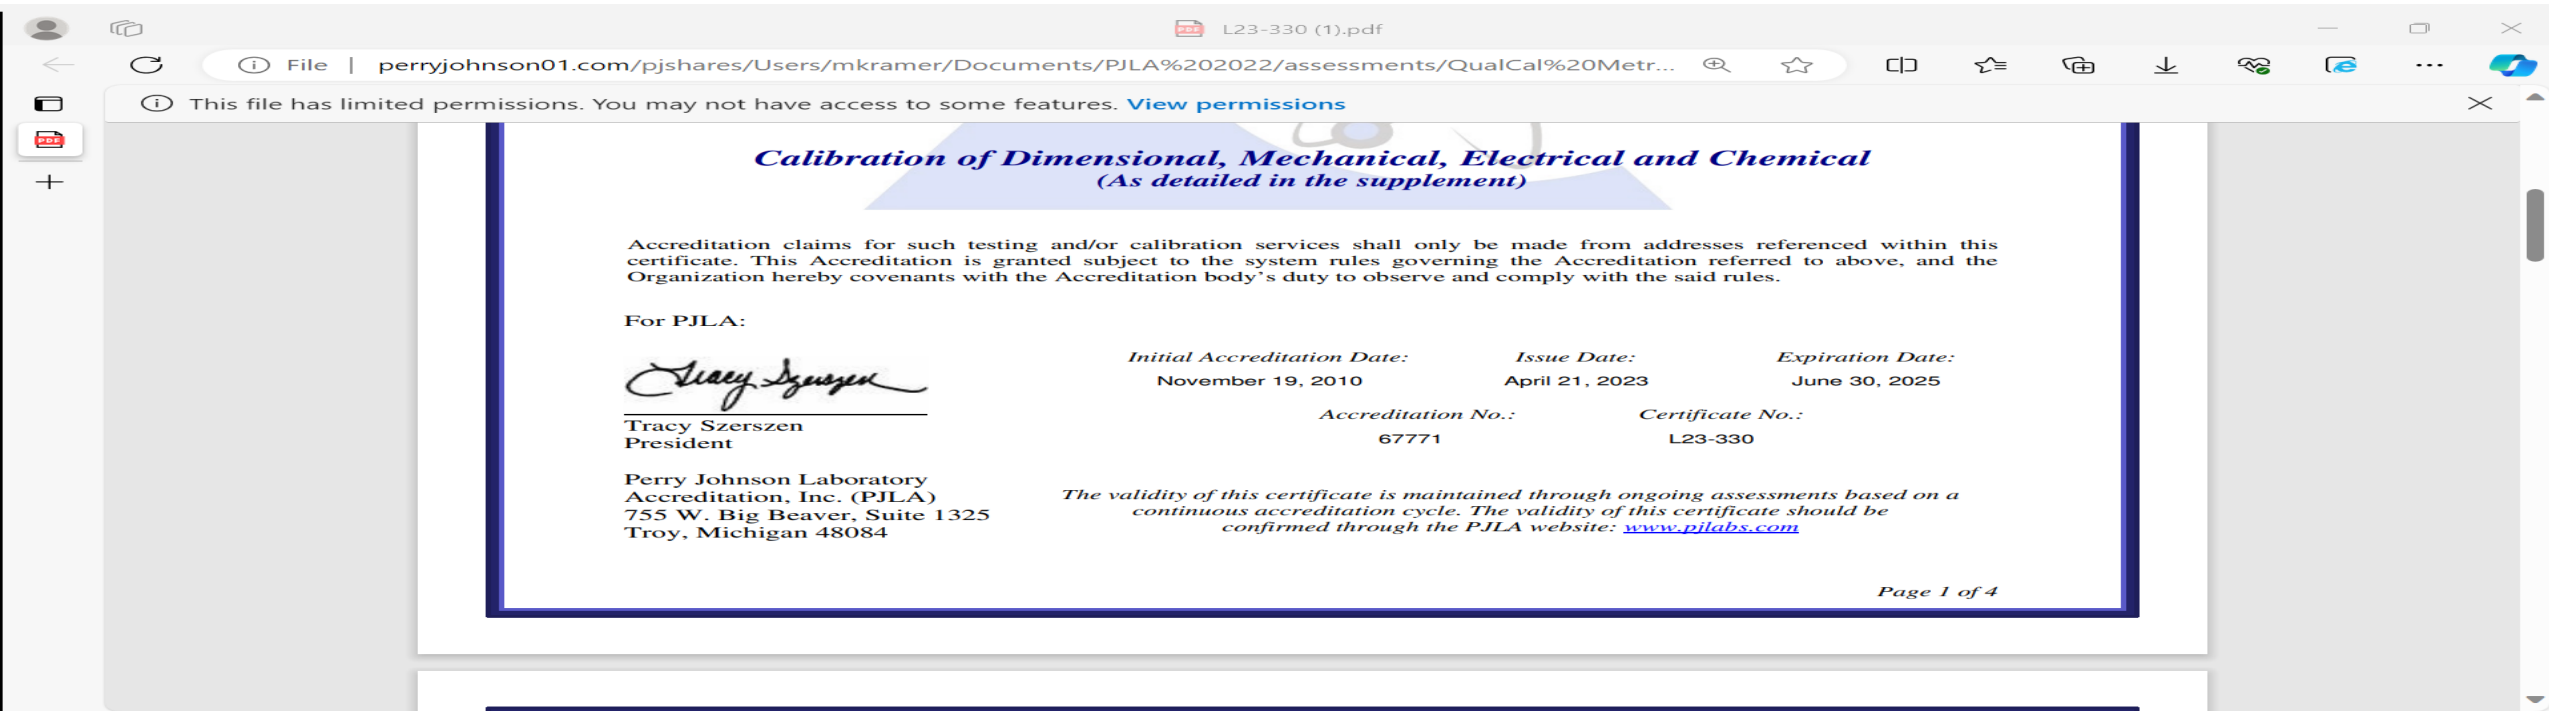 L23-330 (1).pdf
File | perryjohnson01.com/pjshares/Users/mkramer/Documents/PJLA%202022/assessments/QualCal%20Metr...
This file has limited permissions. You may not have access to some features. View permissions
Calibration of Dimensional, Mechanical, Electrical and Chemical
(As detailed in the supplement)
Accreditation claims for such testing and/or calibration services shall only be made from addresses referenced within this
certificate. This Accreditation is granted subject to the system rules governing the Accreditation referred to above, and the
Organization hereby covenants with the Accreditation body's duty to observe and comply with the said rules.
For PJLA:
Tracy Szerszen
Initial Accreditation Date: Issue Date: Expiration Date:
November 19, 2010 April 21, 2023 June 30, 2025
Accreditation No.: Certificate No.:
67771 L23-330
Tracy Szerszen
President
Perry Johnson Laboratory
Accreditation, Inc. (PJLA)
755 W. Big Beaver, Suite 1325
Troy, Michigan 48084
The validity of this certificate is maintained through ongoing assessments based on a
continuous accreditation cycle. The validity of this certificate should be
confirmed through the PJLA website: www.pjlabs.com
Page 1 of 4